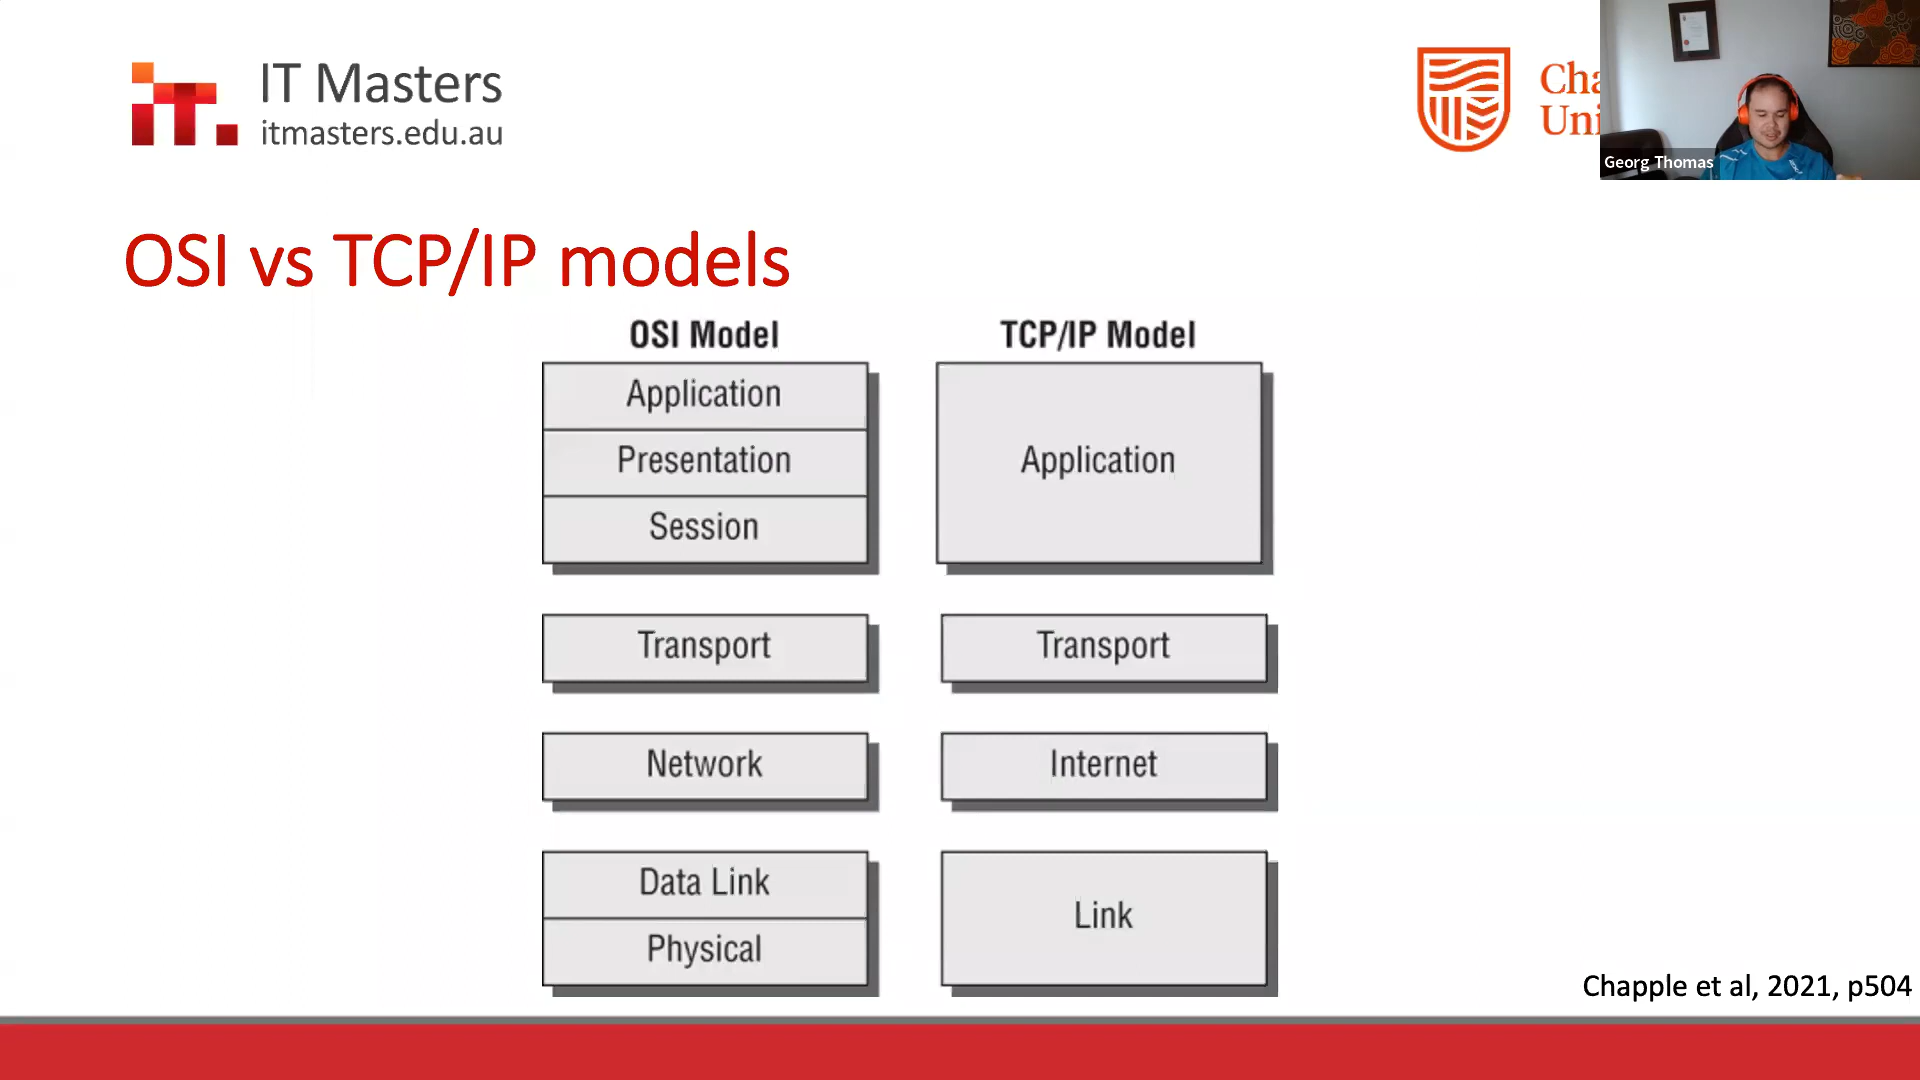 IT Masters
itmasters.edu.au
Georg Thomas
OSI vs TCP/IP models
OSI Model
Application
Presentation
Session
Transport
Network
Data Link
Physical
TCP/IP Model
Application
Transport
Internet
Link
Chapple et al, 2021, p504